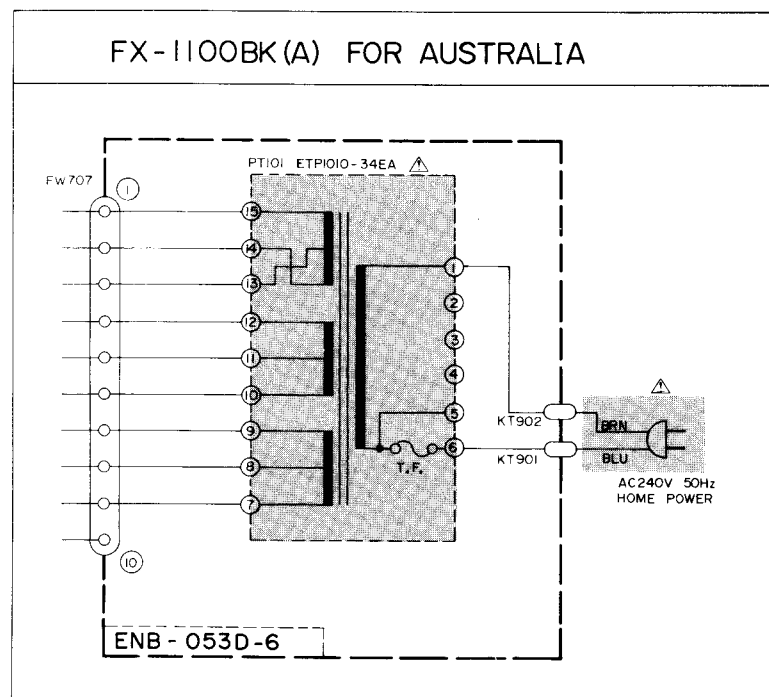 FX-1100BK(A) FOR AUSTRALIA
PT101 ETP1010-34EA
FW707
1
15
14
13
12
11
10
9
8
7
10
1
2
3
4
5
6
T.F.
KT902
KT901
BRN
BLU
AC240V 50Hz
HOME POWER
ENB-053D-6